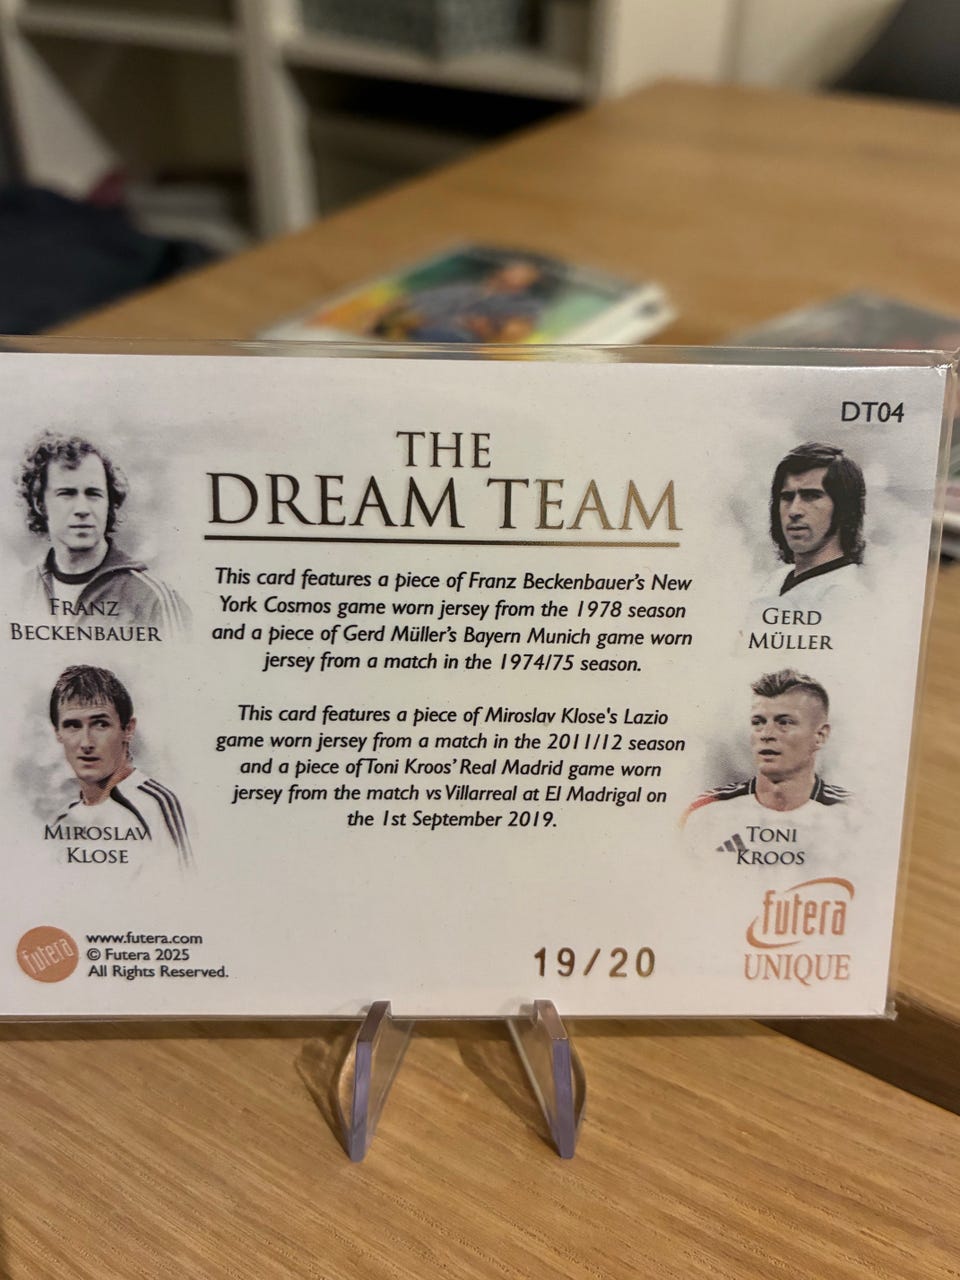 DT04
THE
DREAM TEAM
FRANZ
BECKENBAUER
GERD
MÜLLER
This card features a piece of Franz Beckenbauer's New
York Cosmos game worn jersey from the 1978 season
and a piece of Gerd Müller's Bayern Munich game worn
jersey from a match in the 1974/75 season.
This card features a piece of Miroslav Klose's Lazio
game worn jersey from a match in the 2011/12 season
and a piece of Toni Kroos' Real Madrid game worn
jersey from the match vs Villarreal at El Madrigal on
the 1st September 2019.
MIROSLAV
KLOSE
TONI
KROOS
futera
www.futera.com
© Futera 2025
All Rights Reserved.
19/20
futera
UNIQUE